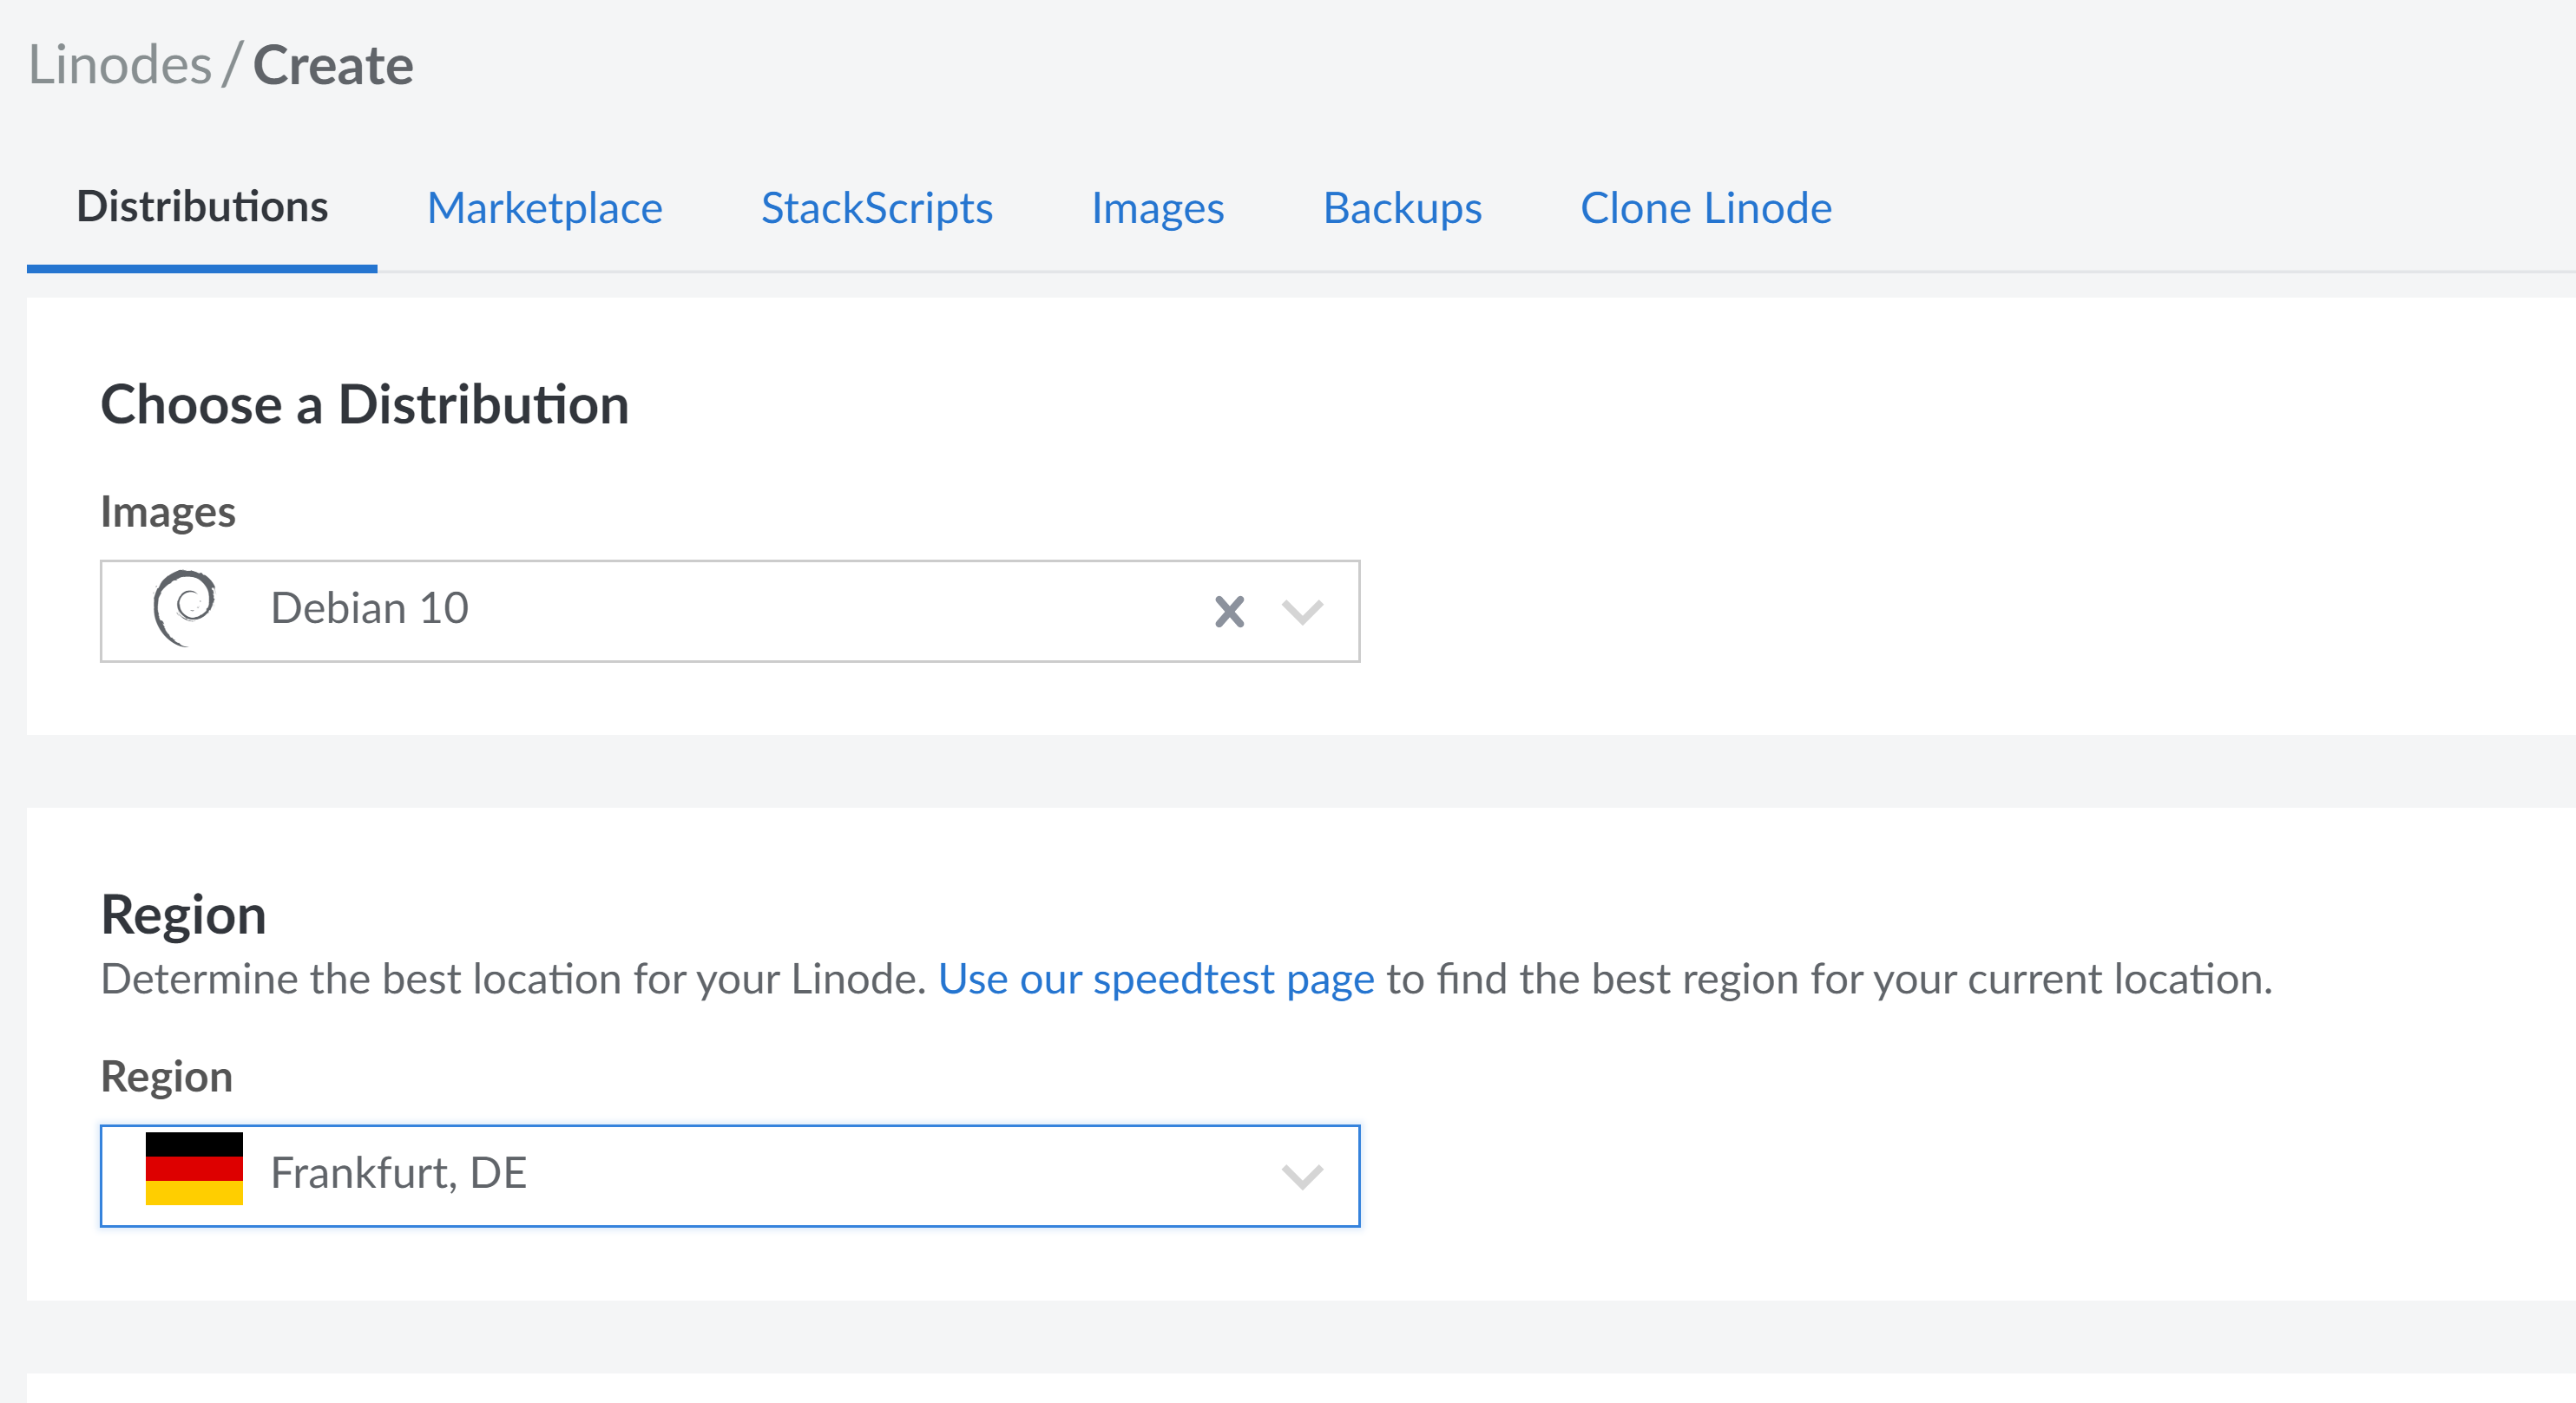 Linodes / Create
Distributions Marketplace StackScripts Images Backups Clone Linode
Choose a Distribution
Images
Debian 10
Region
Determine the best location for your Linode. Use our speedtest page to find the best region for your current location.
Region
Frankfurt, DE